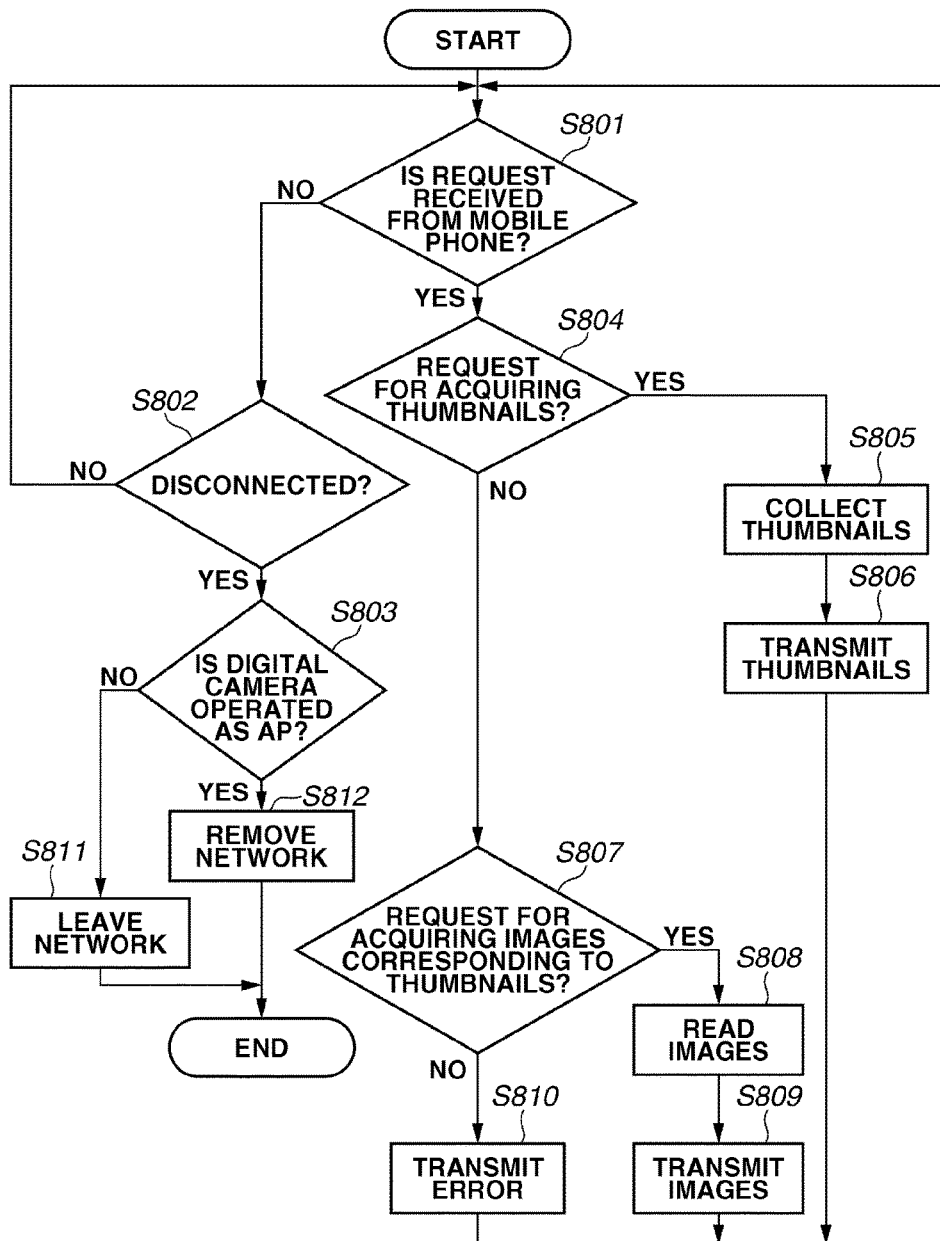 START
S801
IS REQUEST
RECEIVED
FROM MOBILE
PHONE?
NO
YES
S804
REQUEST
FOR ACQUIRING
THUMBNAILS?
YES
NO
S802
DISCONNECTED?
NO
YES
S805
COLLECT
THUMBNAILS
S806
TRANSMIT
THUMBNAILS
S803
IS DIGITAL
CAMERA
OPERATED
AS AP?
NO
YES
S812
REMOVE
NETWORK
S811
LEAVE
NETWORK
END
S807
REQUEST FOR
ACQUIRING IMAGES
CORRESPONDING TO
THUMBNAILS?
YES
NO
S808
READ
IMAGES
S810
TRANSMIT
ERROR
S809
TRANSMIT
IMAGES